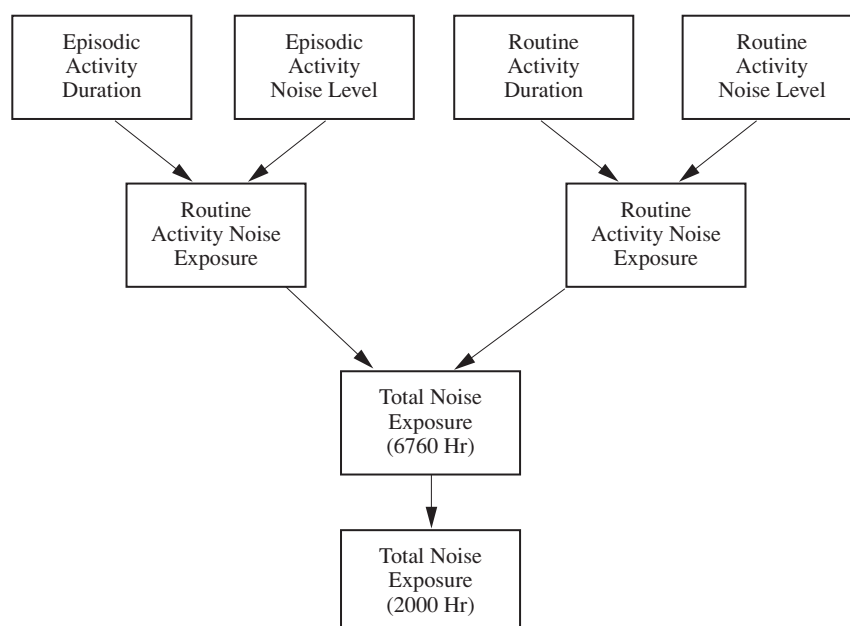 Episodic
Activity
Duration
Episodic
Activity
Noise Level
Routine
Activity
Duration
Routine
Activity
Noise Level
Routine
Activity Noise
Exposure
Routine
Activity Noise
Exposure
Total Noise
Exposure
(6760 Hr)
Total Noise
Exposure
(2000 Hr)